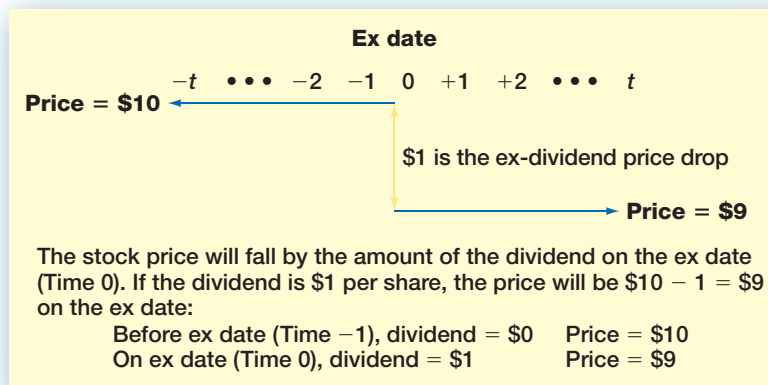 Ex date
−t • • • −2 −1 0 +1 +2 • • • t
Price = $10
$1 is the ex-dividend price drop
Price = $9
The stock price will fall by the amount of the dividend on the ex date
(Time 0). If the dividend is $1 per share, the price will be $10 − 1 = $9
on the ex date:
Before ex date (Time −1), dividend = $0 Price = $10
On ex date (Time 0), dividend = $1 Price = $9